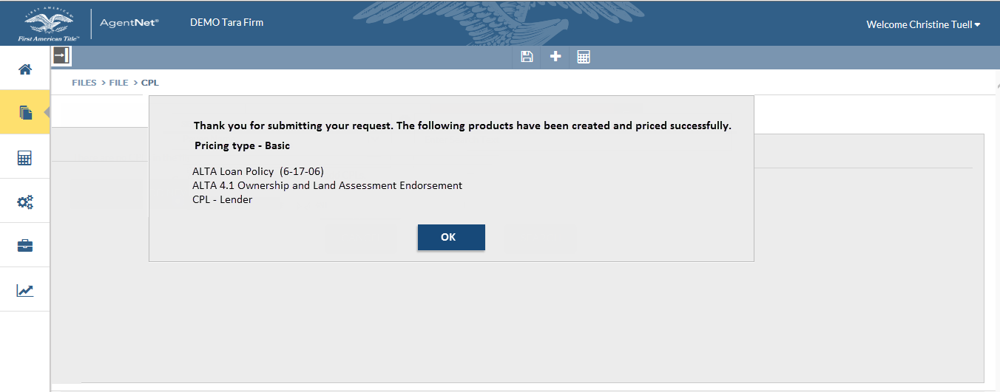 FIRST AMERICAN
First American Title™
AgentNet®
DEMO Tara Firm
Welcome Christine Tuell
FILES > FILE > CPL
Thank you for submitting your request. The following products have been created and priced successfully.
Pricing type - Basic
ALTA Loan Policy (6-17-06)
ALTA 4.1 Ownership and Land Assessment Endorsement
CPL - Lender
OK